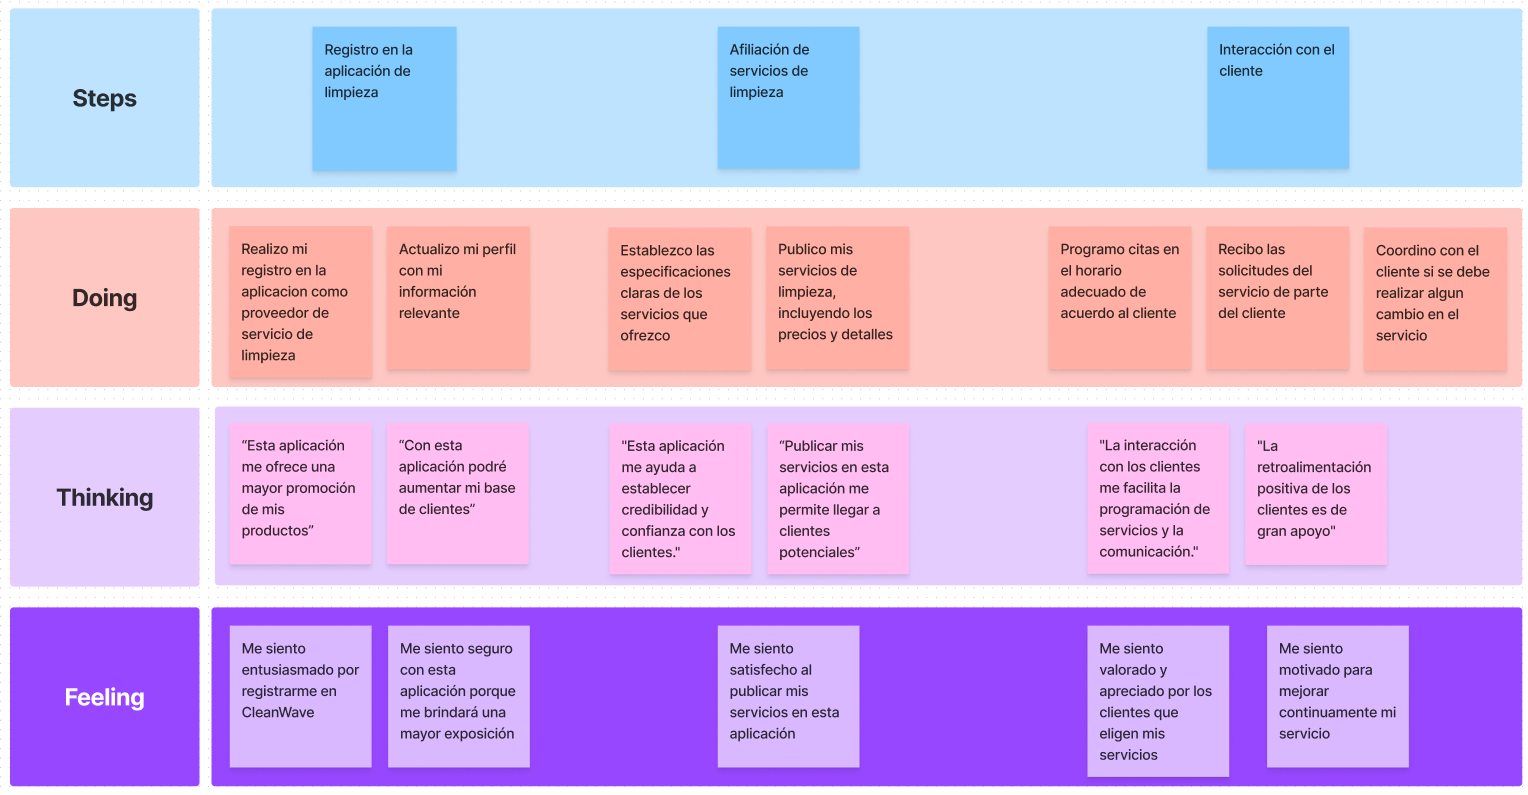 Steps
Registro en la
aplicación de
limpieza
Afiliación de
servicios de
limpieza
Interacción con el
cliente
Doing
Realizo mi
registro en la
aplicacion como
proveedor de
servicio de
limpieza
Actualizo mi perfil
con mi
información
relevante
Establezco las
especificaciones
claras de los
servicios que
ofrezco
Publico mis
servicios de
limpieza,
incluyendo los
precios y detalles
Programo citas en
el horario
adecuado de
acuerdo al cliente
Recibo las
solicitudes del
servicio de parte
del cliente
Coordino con el
cliente si se debe
realizar algun
cambio en el
servicio
Thinking
“Esta aplicación
me ofrece una
mayor promoción
de mis
productos”
“Con esta
aplicación podré
aumentar mi base
de clientes”
"Esta aplicación
me ayuda a
establecer
credibilidad y
confianza con los
clientes."
“Publicar mis
servicios en esta
aplicación me
permite llegar a
clientes
potenciales”
"La interacción
con los clientes
me facilita la
programación de
servicios y la
comunicación."
"La
retroalimentación
positiva de los
clientes es de
gran apoyo"
Feeling
Me siento
entusiasmado por
registrarme en
CleanWave
Me siento seguro
con esta
aplicación porque
me brindará una
mayor exposición
Me siento
satisfecho al
publicar mis
servicios en esta
aplicación
Me siento
valorado y
apreciado por los
clientes que
eligen mis
servicios
Me siento
motivado para
mejorar
continuamente mi
servicio